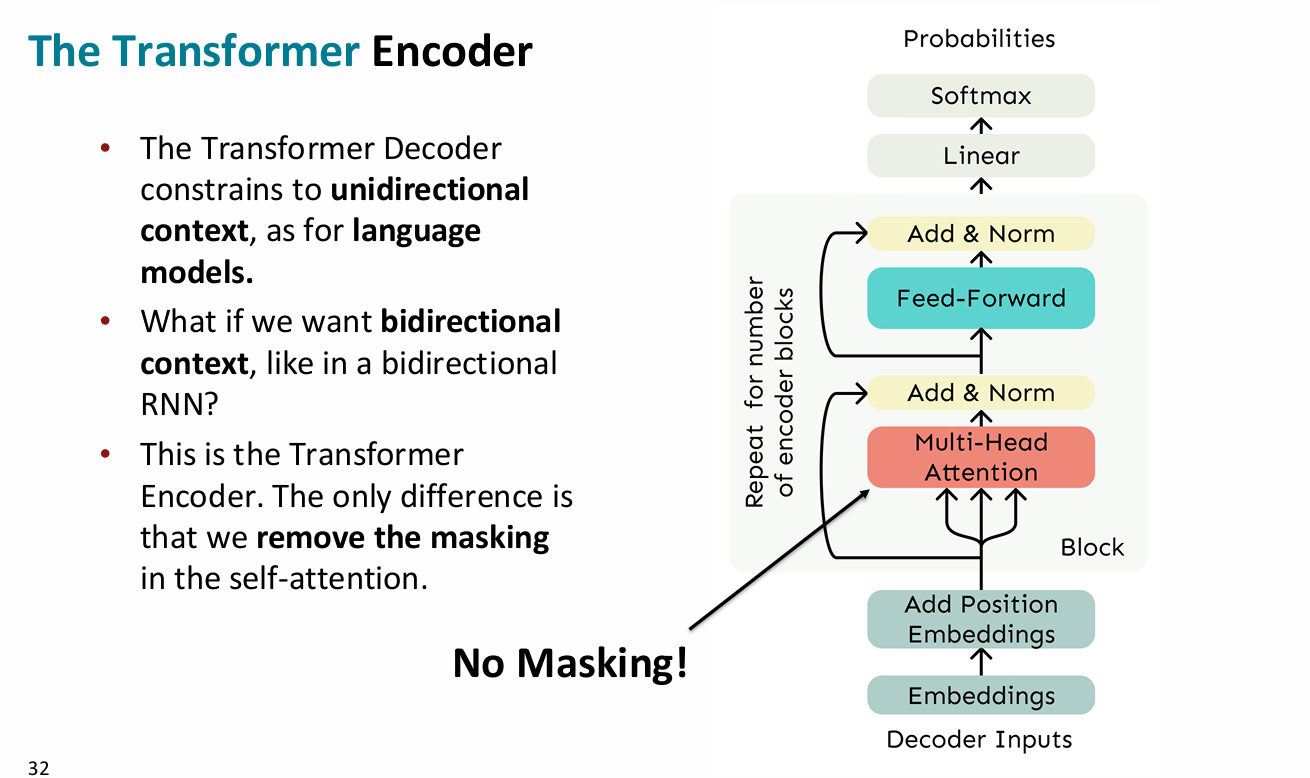 The Transformer Encoder
• The Transformer Decoder
constrains to unidirectional
context, as for language
models.
• What if we want bidirectional
context, like in a bidirectional
RNN?
• This is the Transformer
Encoder. The only difference is
that we remove the masking
in the self-attention.
No Masking!
32
Probabilities
Softmax
Linear
Add & Norm
Feed-Forward
Add & Norm
Multi-Head
Attention
Repeat for number
of encoder blocks
Block
Add Position
Embeddings
Embeddings
Decoder Inputs